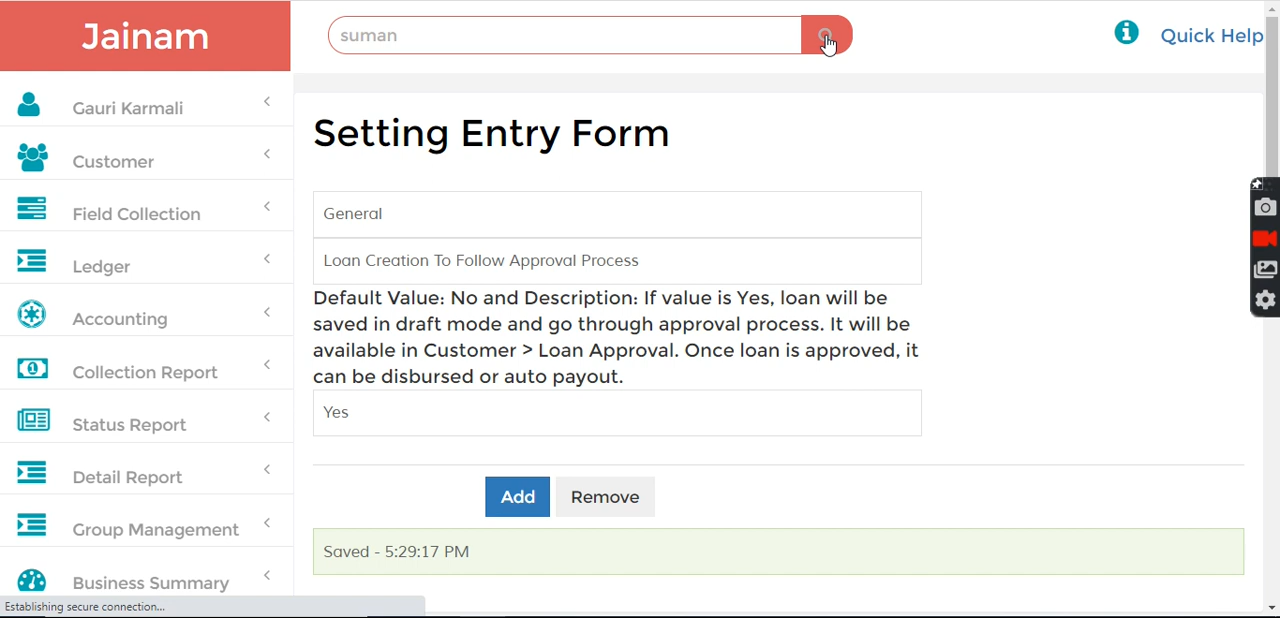 Jainam
suman
Quick Help
Gauri Karmali
Customer
Field Collection
Ledger
Accounting
Collection Report
Status Report
Detail Report
Group Management
Business Summary
Setting Entry Form
General
Loan Creation To Follow Approval Process
Default Value: No and Description: If value is Yes, loan will be
saved in draft mode and go through approval process. It will be
available in Customer > Loan Approval. Once loan is approved, it
can be disbursed or auto payout.
Yes
Add Remove
Saved - 5:29:17 PM
Establishing secure connection...